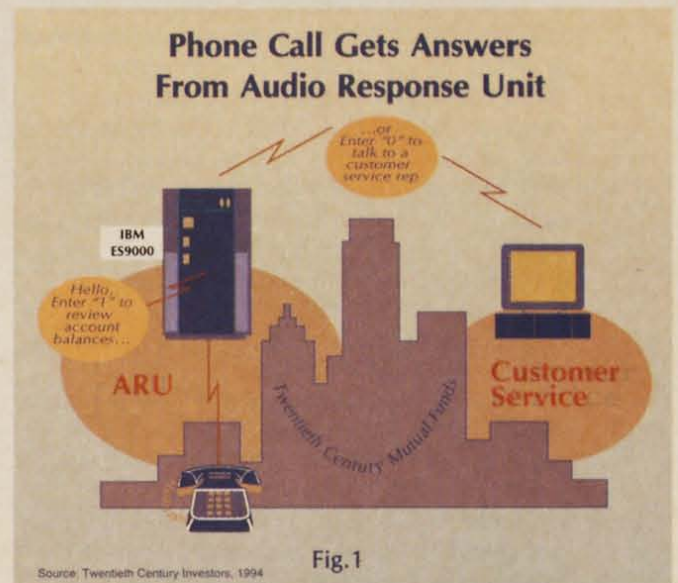 Phone Call Gets Answers
From Audio Response Unit
...or
Enter "0" to
talk to a
customer
service rep
IBM
ES9000
Hello,
Enter "1" to
review
account
balances...
ARU
Customer
Service
Twentieth Century Mutual Funds
Fig.1
Source: Twentieth Century Investors, 1994